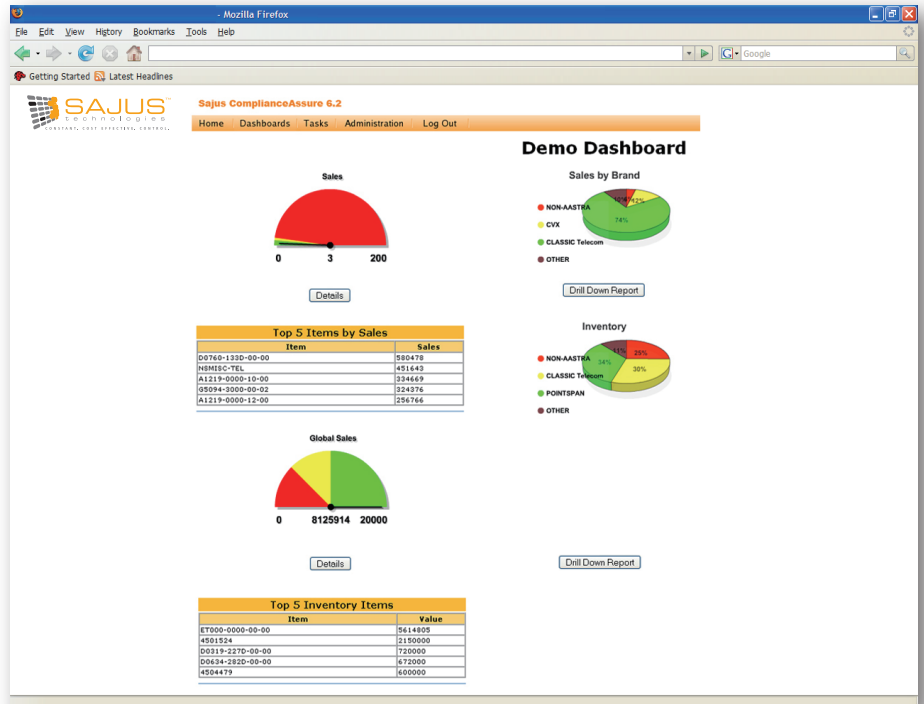 - Mozilla Firefox
File Edit View History Bookmarks Tools Help
G Google
Getting Started Latest Headlines
SAJUS™
technologies
CONSTANT. COST EFFECTIVE. CONTROL.
Sajus ComplianceAssure 6.2
Home Dashboards Tasks Administration Log Out
Demo Dashboard
Sales
0 3 200
Details
Sales by Brand
NON-AASTRA
CVX
CLASSIC Telecom
OTHER
74%
Drill Down Report
Top 5 Items by Sales
Item Sales
D0760-133D-00-00 580478
NSMISC-TEL 451643
A1219-0000-10-00 334669
G5094-3000-00-02 324376
A1219-0000-12-00 256766
Inventory
NON-AASTRA
CLASSIC Telecom
POINTSPAN
OTHER
11% 25%
34% 30%
Global Sales
0 8125914 20000
Details
Drill Down Report
Top 5 Inventory Items
Item Value
ET000-0000-00-00 5614805
4501524 2150000
D0319-227D-00-00 720000
D0634-282D-00-00 672000
4504479 600000